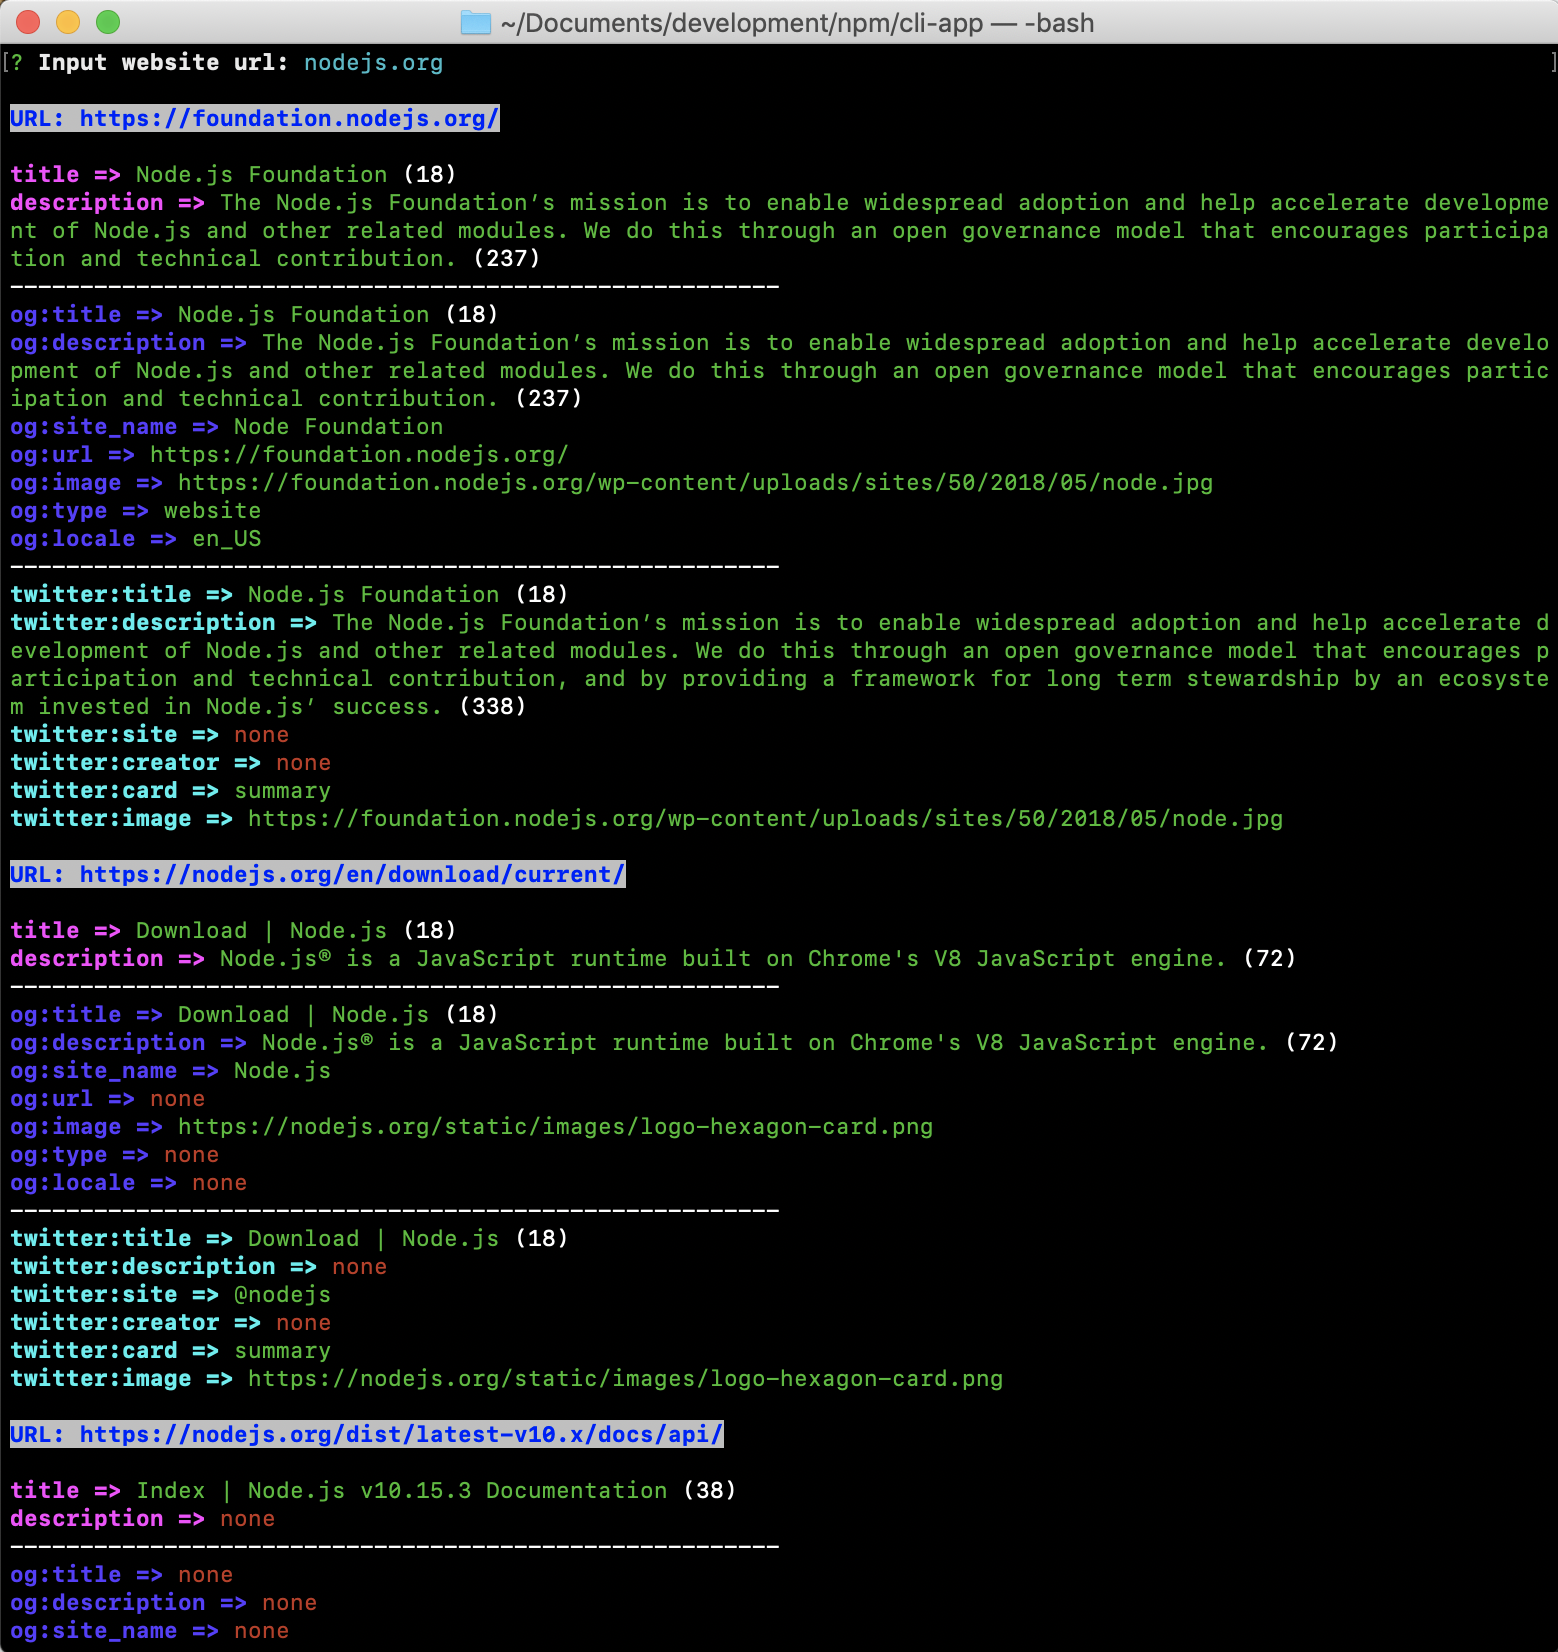 ~/Documents/development/npm/cli-app — -bash
[? Input website url: nodejs.org ]
URL: https://foundation.nodejs.org/
title => Node.js Foundation (18)
description => The Node.js Foundation’s mission is to enable widespread adoption and help accelerate developme
nt of Node.js and other related modules. We do this through an open governance model that encourages participa
tion and technical contribution. (237)
-------------------------------------------------------
og:title => Node.js Foundation (18)
og:description => The Node.js Foundation’s mission is to enable widespread adoption and help accelerate develo
pment of Node.js and other related modules. We do this through an open governance model that encourages partic
ipation and technical contribution. (237)
og:site_name => Node Foundation
og:url => https://foundation.nodejs.org/
og:image => https://foundation.nodejs.org/wp-content/uploads/sites/50/2018/05/node.jpg
og:type => website
og:locale => en_US
-------------------------------------------------------
twitter:title => Node.js Foundation (18)
twitter:description => The Node.js Foundation’s mission is to enable widespread adoption and help accelerate d
evelopment of Node.js and other related modules. We do this through an open governance model that encourages p
articipation and technical contribution, and by providing a framework for long term stewardship by an ecosyste
m invested in Node.js’ success. (338)
twitter:site => none
twitter:creator => none
twitter:card => summary
twitter:image => https://foundation.nodejs.org/wp-content/uploads/sites/50/2018/05/node.jpg
URL: https://nodejs.org/en/download/current/
title => Download | Node.js (18)
description => Node.js® is a JavaScript runtime built on Chrome's V8 JavaScript engine. (72)
-------------------------------------------------------
og:title => Download | Node.js (18)
og:description => Node.js® is a JavaScript runtime built on Chrome's V8 JavaScript engine. (72)
og:site_name => Node.js
og:url => none
og:image => https://nodejs.org/static/images/logo-hexagon-card.png
og:type => none
og:locale => none
-------------------------------------------------------
twitter:title => Download | Node.js (18)
twitter:description => none
twitter:site => @nodejs
twitter:creator => none
twitter:card => summary
twitter:image => https://nodejs.org/static/images/logo-hexagon-card.png
URL: https://nodejs.org/dist/latest-v10.x/docs/api/
title => Index | Node.js v10.15.3 Documentation (38)
description => none
-------------------------------------------------------
og:title => none
og:description => none
og:site_name => none